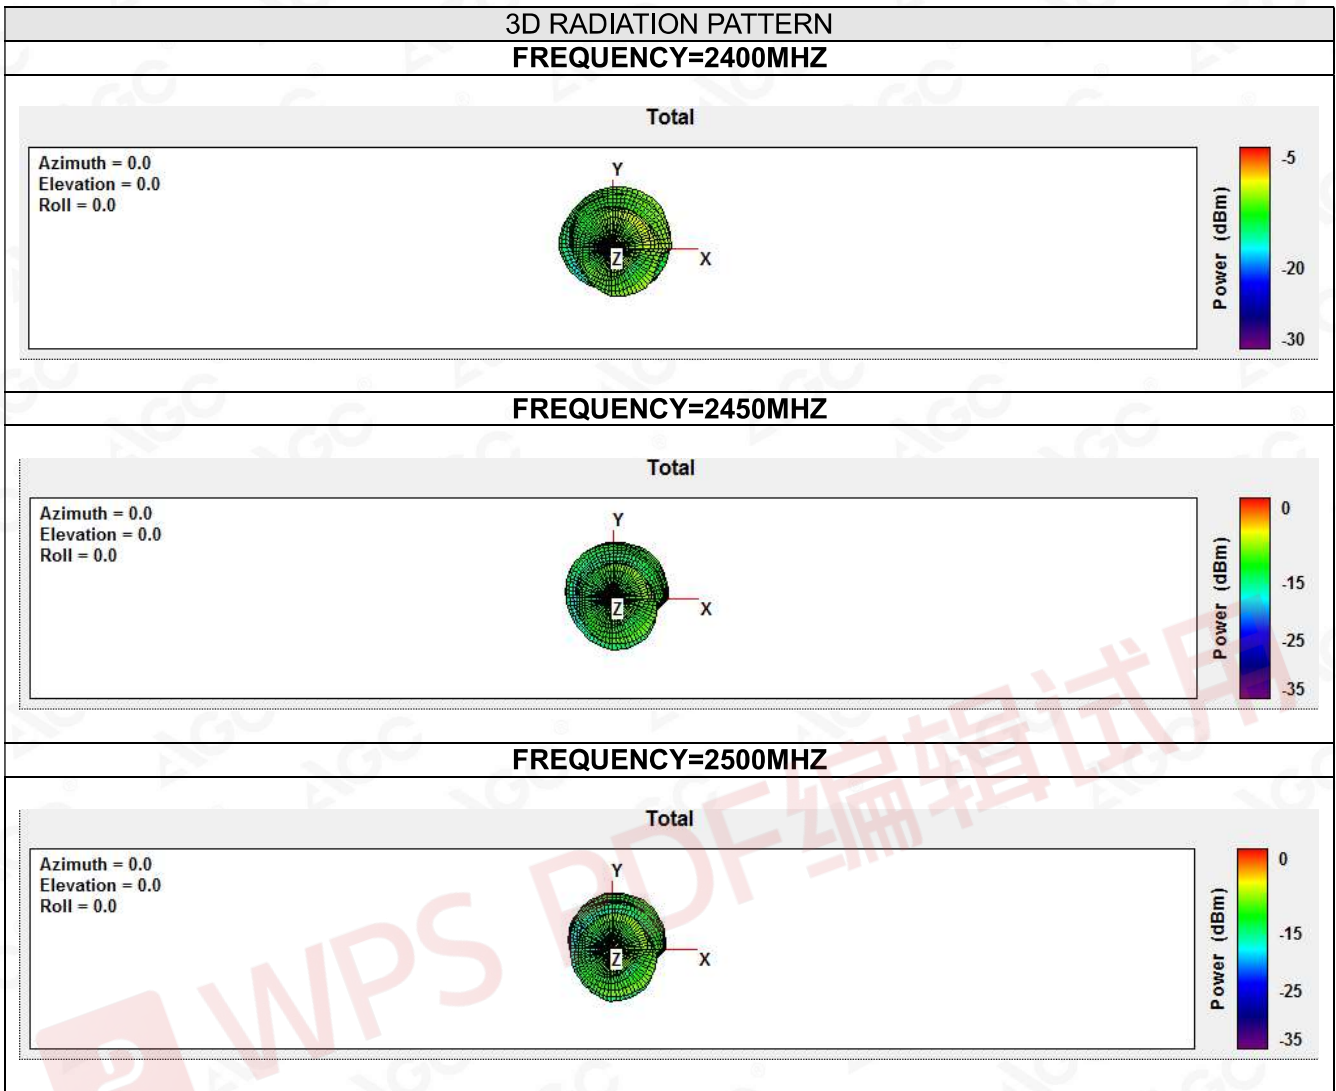 3D RADIATION PATTERN
FREQUENCY=2400MHZ
Total
Azimuth = 0.0
Elevation = 0.0
Roll = 0.0
Y
Z
X
Power (dBm)
-5
-20
-30
FREQUENCY=2450MHZ
Total
Azimuth = 0.0
Elevation = 0.0
Roll = 0.0
Y
Z
X
Power (dBm)
0
-15
-25
-35
FREQUENCY=2500MHZ
Total
Azimuth = 0.0
Elevation = 0.0
Roll = 0.0
Y
Z
X
Power (dBm)
0
-15
-25
-35
WPS PDF编辑试用
AGC